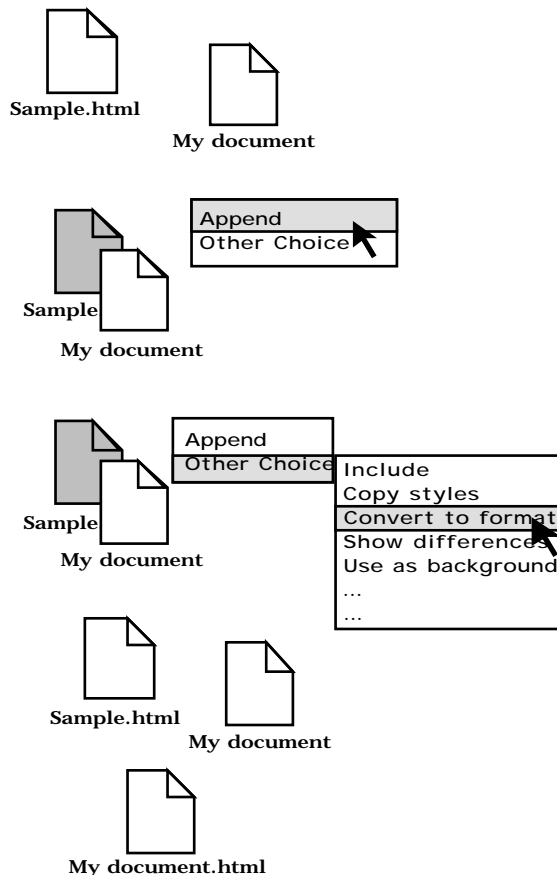 Sample.html
My document
Append
Other Choice
Sample
My document
Append
Other Choice
Include
Copy styles
Convert to format
Show differences
Use as background
...
...
Sample
My document
Sample.html
My document
My document.html